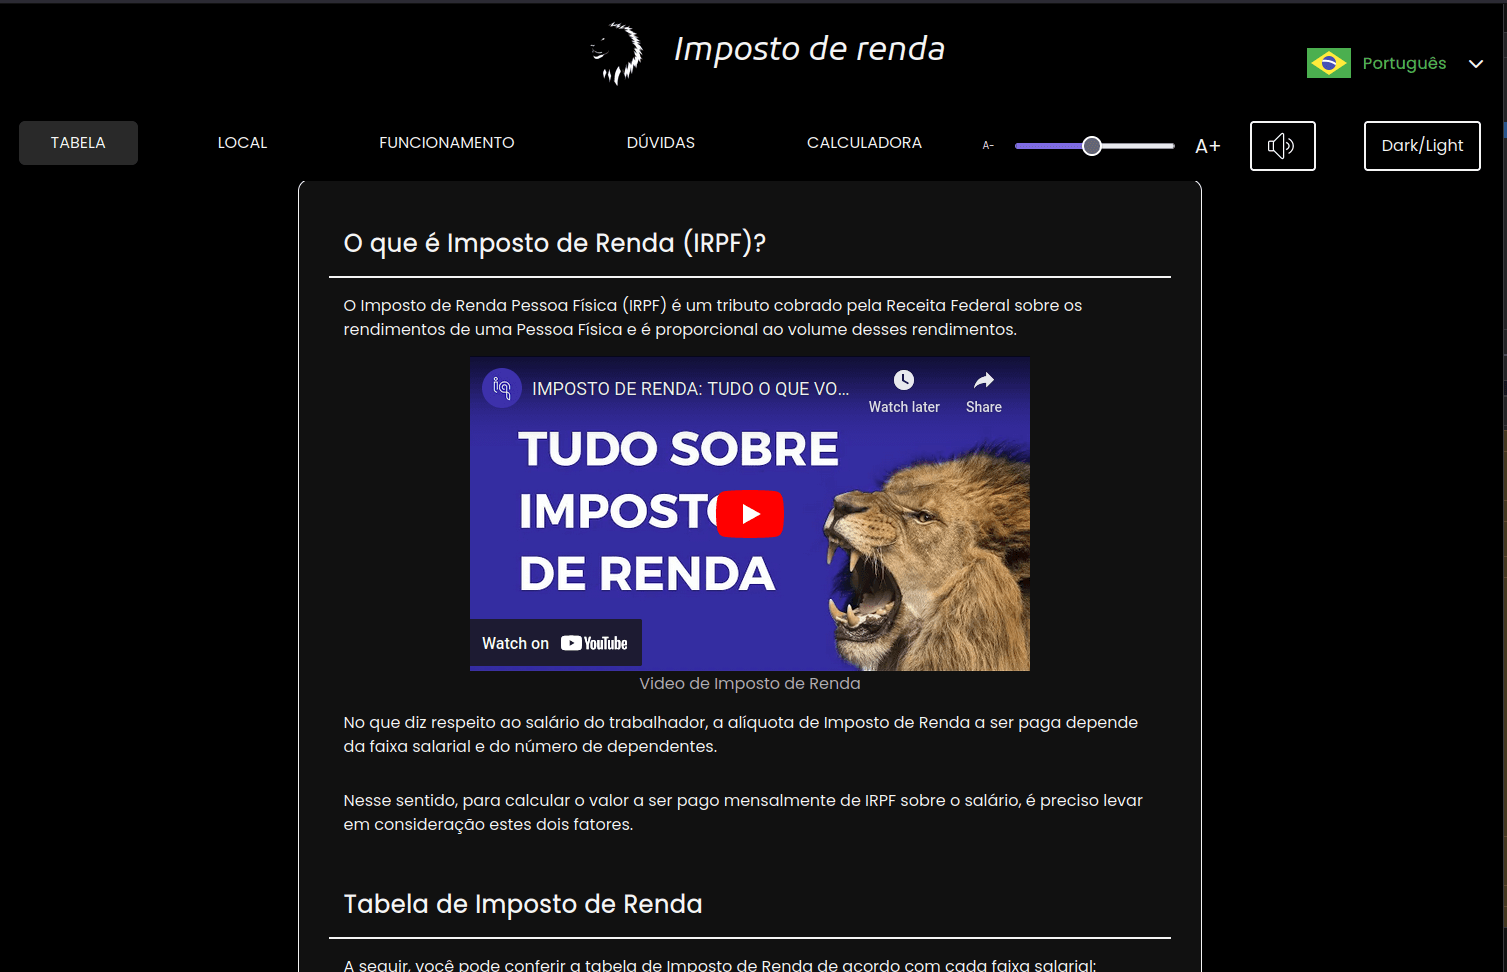 Imposto de renda
Português
TABELA
LOCAL
FUNCIONAMENTO
DÚVIDAS
CALCULADORA
A-
A+
Dark/Light
O que é Imposto de Renda (IRPF)?
O Imposto de Renda Pessoa Física (IRPF) é um tributo cobrado pela Receita Federal sobre os
rendimentos de uma Pessoa Física e é proporcional ao volume desses rendimentos.
iq
IMPOSTO DE RENDA: TUDO O QUE VO...
Watch later
Share
TUDO SOBRE
IMPOSTO
DE RENDA
Watch on YouTube
Video de Imposto de Renda
No que diz respeito ao salário do trabalhador, a alíquota de Imposto de Renda a ser paga depende
da faixa salarial e do número de dependentes.
Nesse sentido, para calcular o valor a ser pago mensalmente de IRPF sobre o salário, é preciso levar
em consideração estes dois fatores.
Tabela de Imposto de Renda
A seguir, você pode conferir a tabela de Imposto de Renda de acordo com cada faixa salarial: